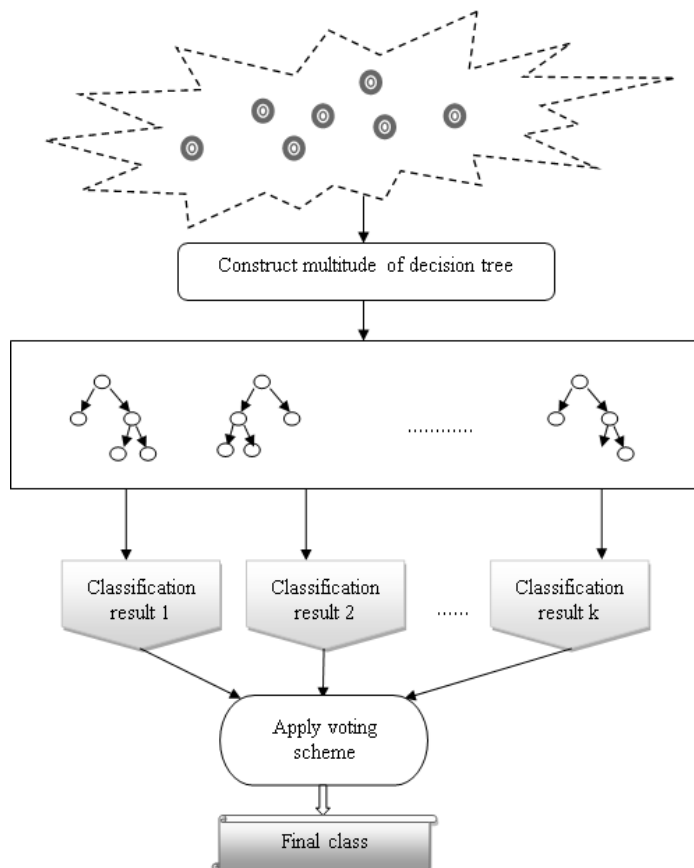 Construct multitude of decision tree
............
Classification
result 1
Classification
result 2
......
Classification
result k
Apply voting
scheme
Final class